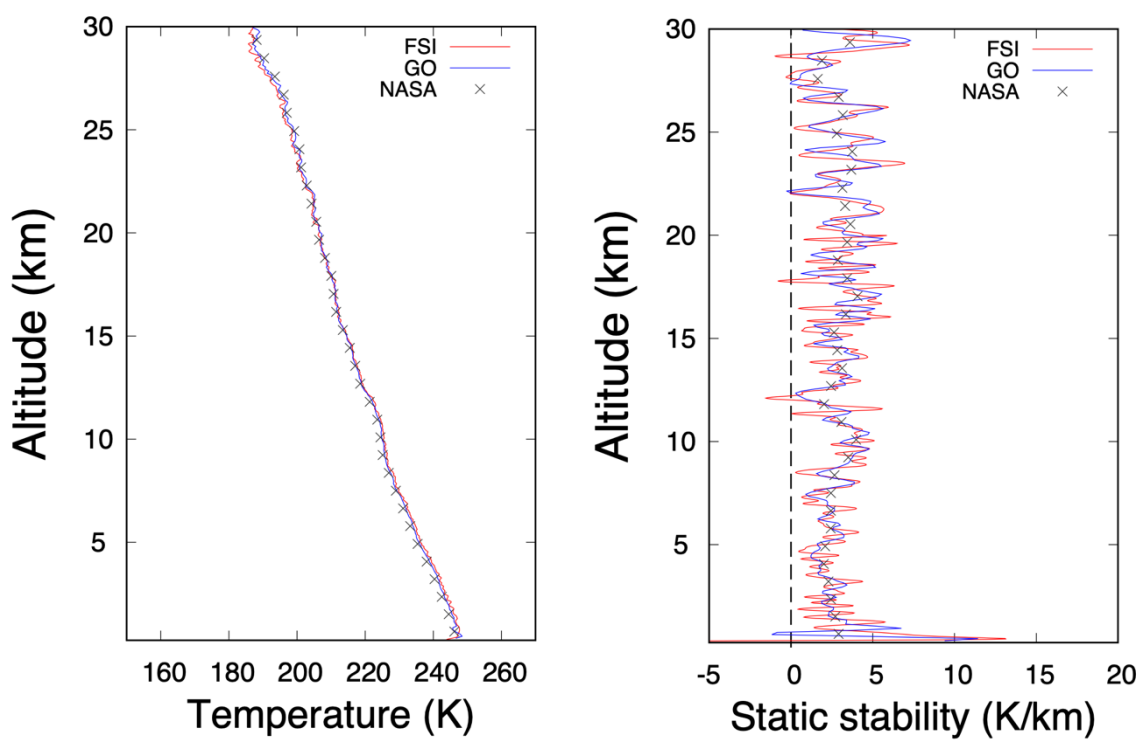 30
25
20
15
10
5
Altitude (km)
FSI
GO
NASA
160 180 200 220 240 260
Temperature (K)
30
25
20
15
10
5
Altitude (km)
FSI
GO
NASA
-5 0 5 10 15 20
Static stability (K/km)